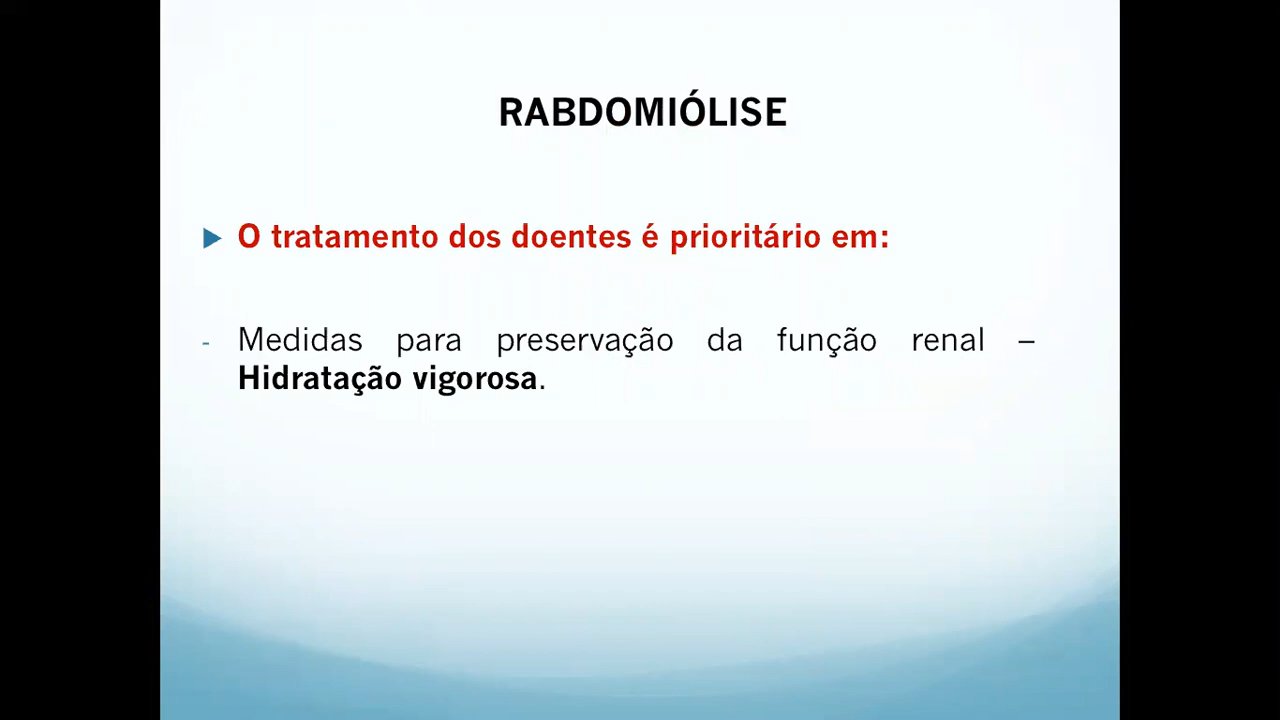 RABDOMIÓLISE
O tratamento dos doentes é prioritário em:
- Medidas para preservação da função renal –
Hidratação vigorosa.